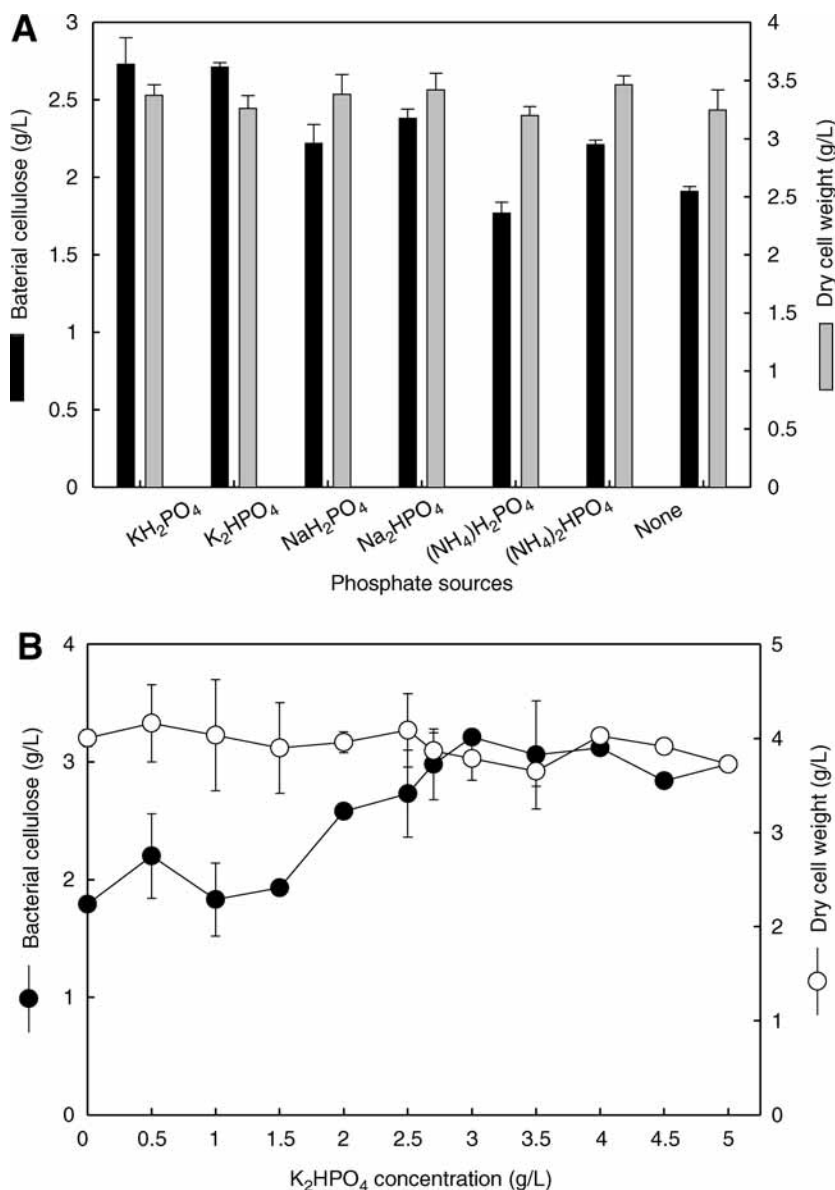 A
Baterial cellulose (g/L)
3
2.5
2
1.5
1
0.5
0
4
3.5
3
2.5
2
1.5
1
0.5
0
Dry cell weight (g/L)
KH₂PO₄
K₂HPO₄
NaH₂PO₄
Na₂HPO₄
(NH₄)H₂PO₄
(NH₄)₂HPO₄
None
Phosphate sources
B
Bacterial cellulose (g/L)
4
3
2
1
0
5
4
3
2
1
0
Dry cell weight (g/L)
0 0.5 1 1.5 2 2.5 3 3.5 4 4.5 5
K₂HPO₄ concentration (g/L)